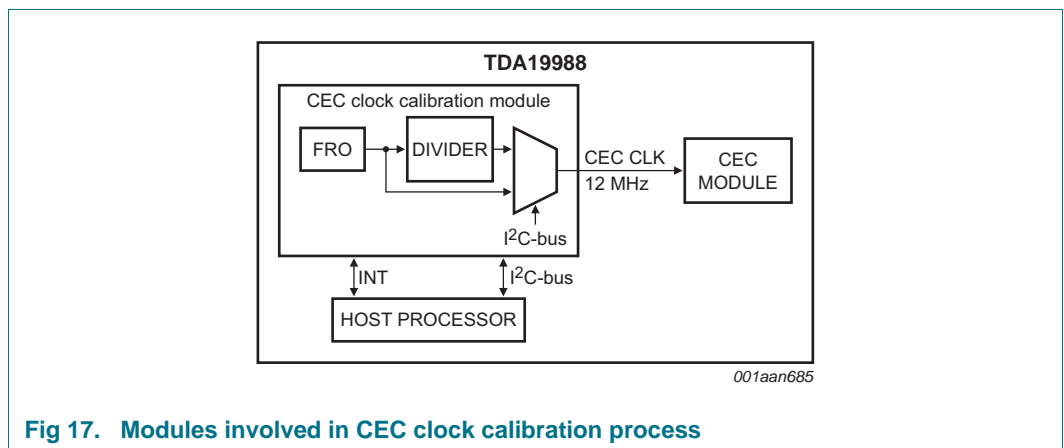 TDA19988
CEC clock calibration module
FRO
DIVIDER
CEC CLK
12 MHz
CEC
MODULE
I2C-bus
INT
I2C-bus
HOST PROCESSOR
001aan685
Fig 17. Modules involved in CEC clock calibration process